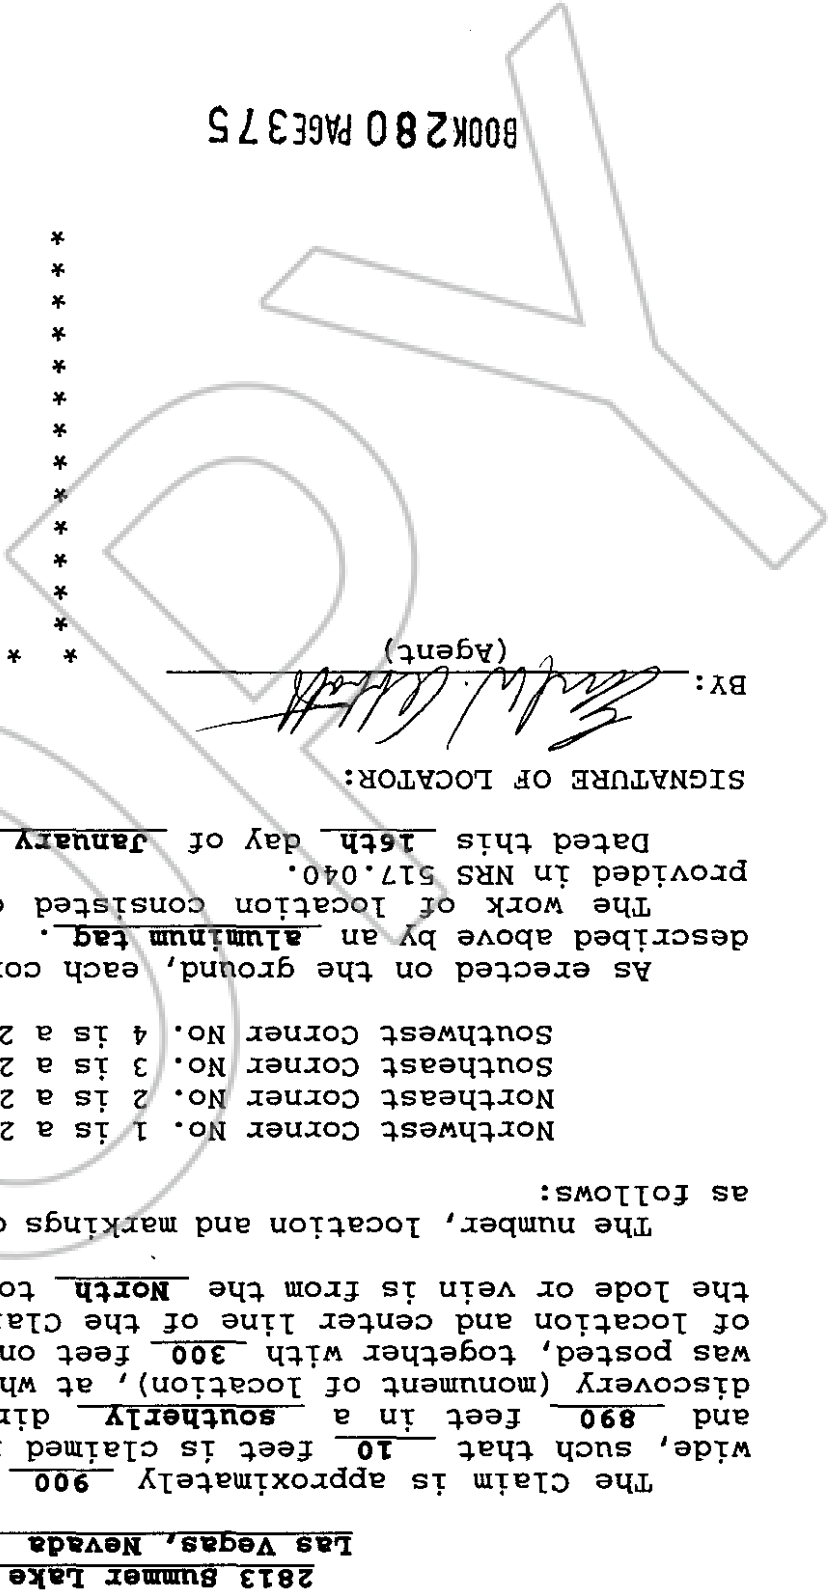 2813 Summer Lake
Las Vegas, Nevada
The Claim is approximately 900
wide, such that 10 feet is claimed
and 890 feet in a southerly dir
discovery (monument of location), at wh
was posted, together with 300 feet on
of location and center line of the Clai
the lode or vein is from the North to
The number, location and markings o
as follows:
Northwest Corner No. 1 is a 2
Northeast Corner No. 2 is a 2
Southeast Corner No. 3 is a 2
Southwest Corner No. 4 is a 2
As erected on the ground, each cor
described above by an aluminum tag.
The work of location consisted o
provided in NRS 517.040.
Dated this 16th day of January
SIGNATURE OF LOCATOR:
BY:
(Agent)
* *
*
*
*
*
*
*
*
*
*
*
*
*
*
BOOK 280 PAGE 375
OPY